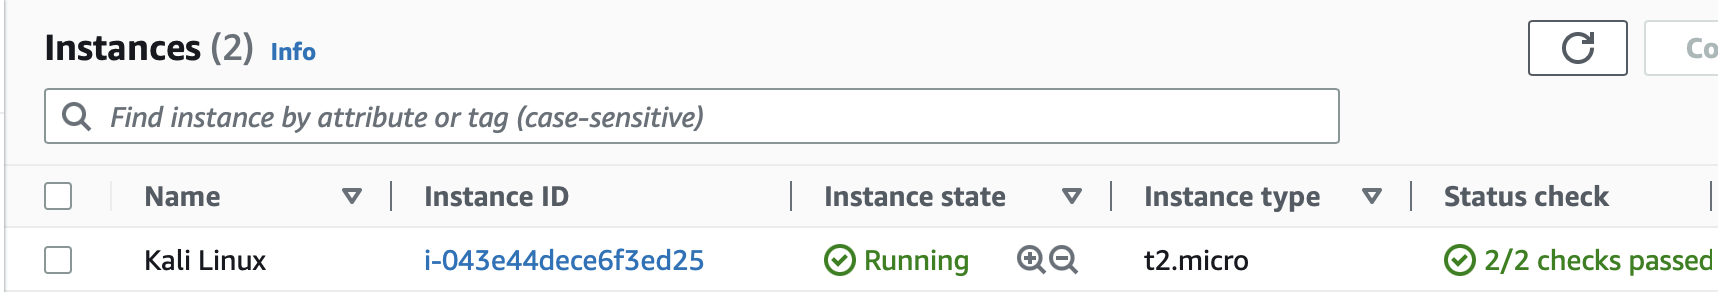 Instances (2) Info
Find instance by attribute or tag (case-sensitive)
Name Instance ID Instance state Instance type Status check
Kali Linux i-043e44dece6f3ed25 Running t2.micro 2/2 checks passed